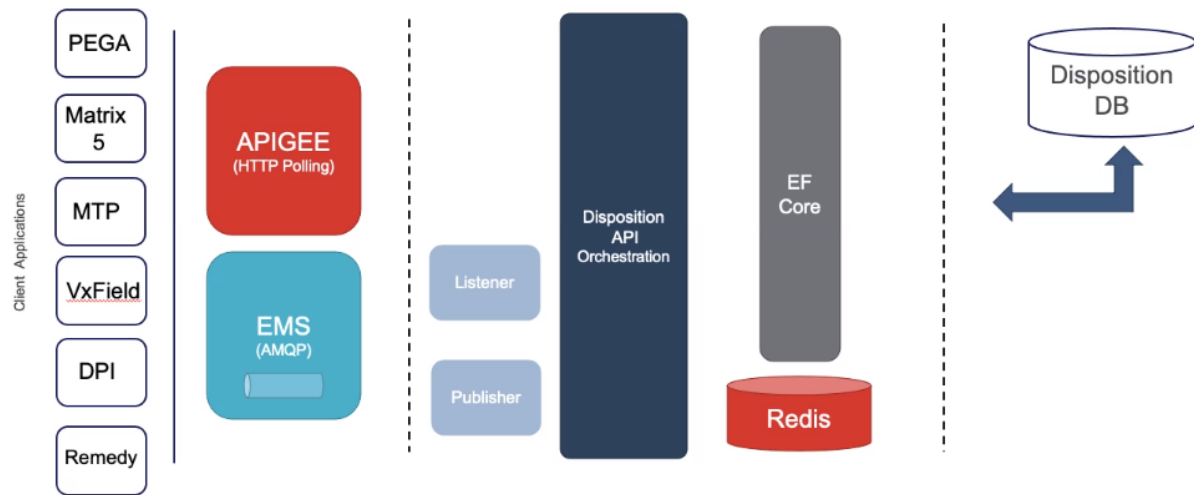 Client Applications
PEGA
Matrix
5
MTP
VxField
DPI
Remedy
APIGEE
(HTTP Polling)
EMS
(AMQP)
Listener
Publisher
Disposition
API
Orchestration
EF
Core
Redis
Disposition
DB